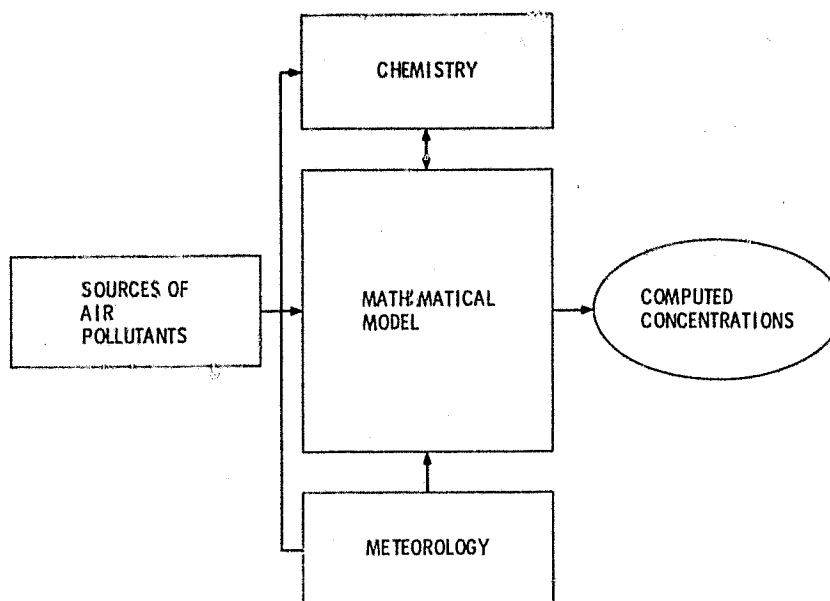 CHEMISTRY
SOURCES OF
AIR
POLLUTANTS
MATHEMATICAL
MODEL
COMPUTED
CONCENTRATIONS
METEOROLOGY